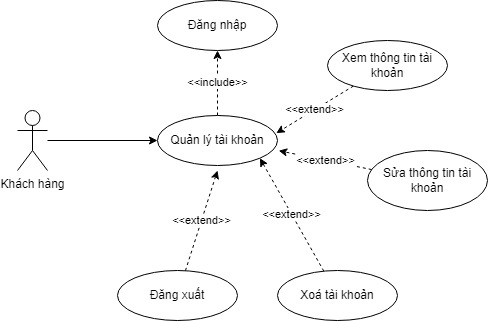 Đăng nhập
Xem thông tin tài
khoản
<<include>>
<<extend>>
Quản lý tài khoản
<<extend>>
Khách hàng
Sửa thông tin tài
khoản
<<extend>>
<<extend>>
Đăng xuất
Xoá tài khoản